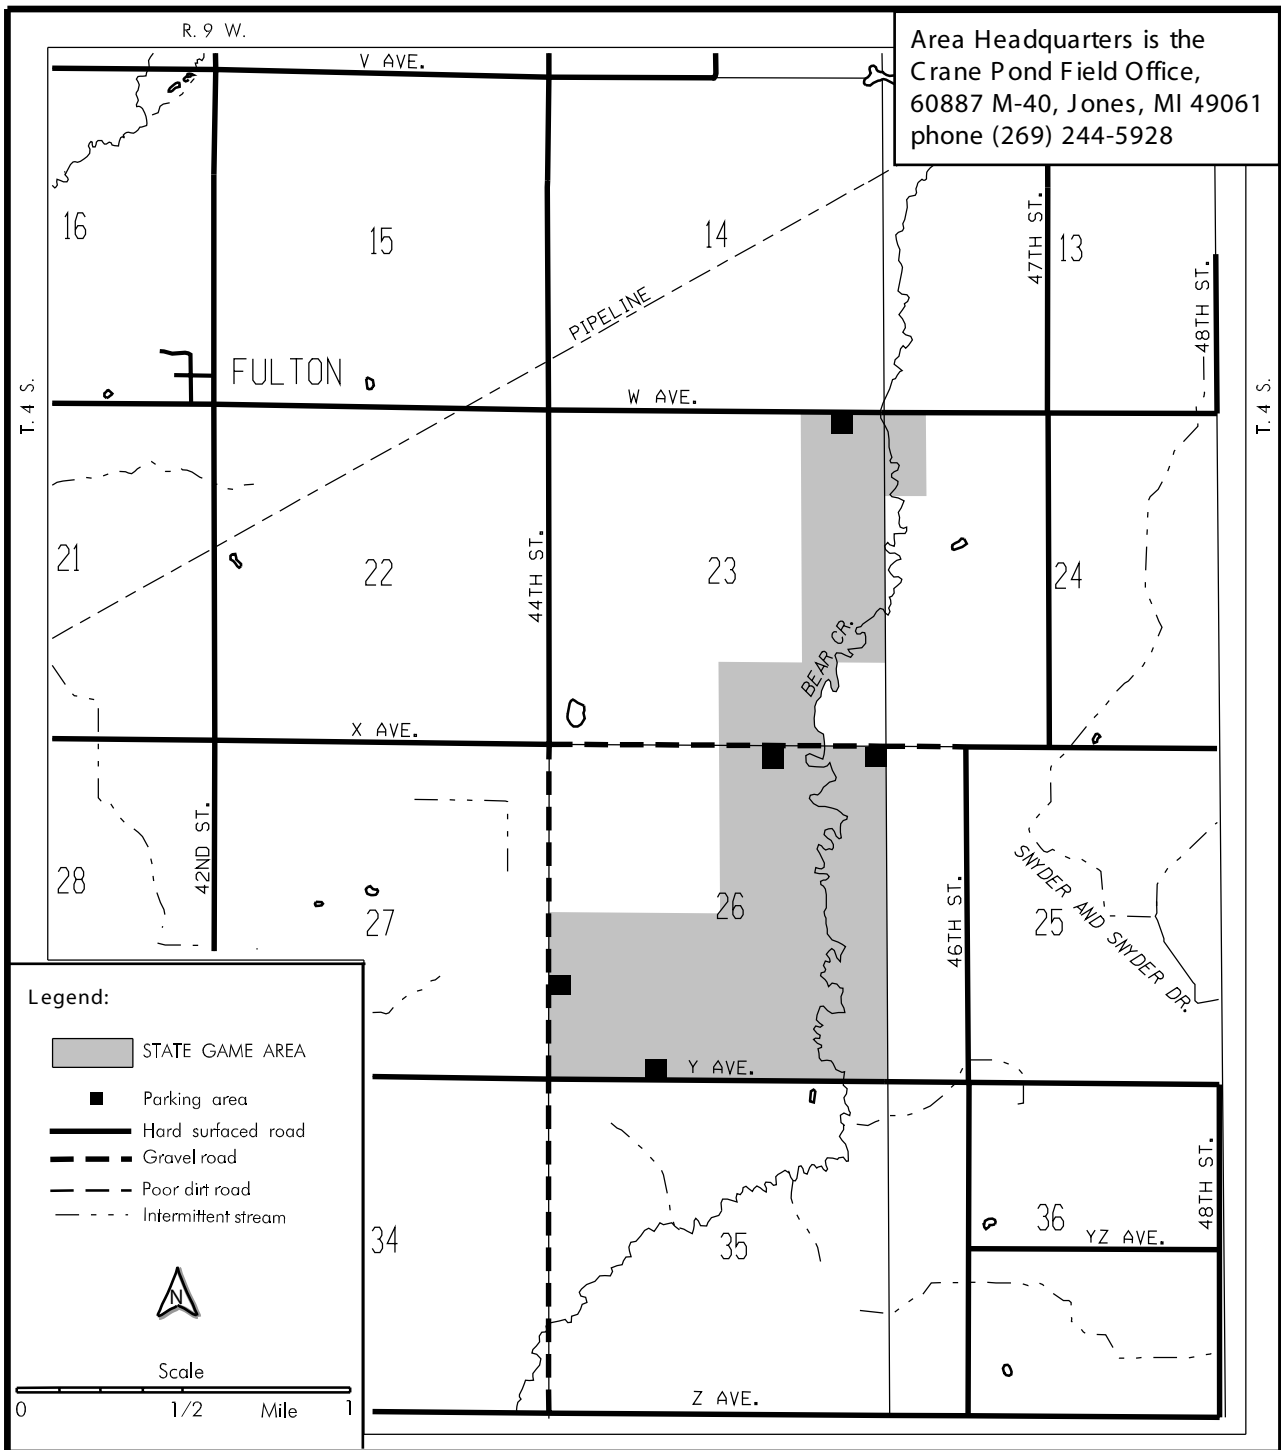 R. 9 W.
Area Headquarters is the
Crane Pond Field Office,
60887 M-40, Jones, MI 49061
phone (269) 244-5928
V AVE.
16
15
14
13
47TH ST.
48TH ST.
PIPELINE
FULTON
W AVE.
T. 4 S.
T. 4 S.
21
22
23
24
44TH ST.
BEAR CR.
X AVE.
42ND ST.
28
27
26
25
46TH ST.
SNYDER AND SNYDER DR.
Y AVE.
34
35
36
48TH ST.
YZ AVE.
Z AVE.
Legend:
STATE GAME AREA
Parking area
Hard surfaced road
Gravel road
Poor dirt road
Intermittent stream
N
Scale
0 1/2 Mile 1